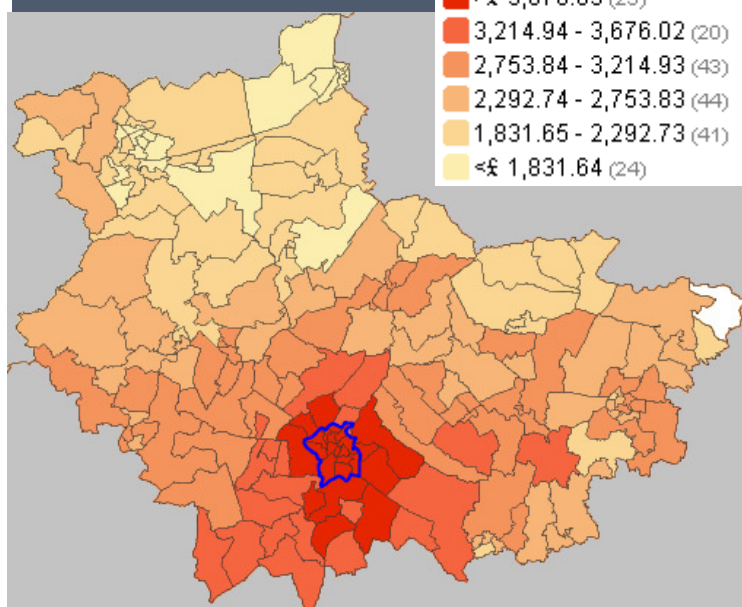 3,214.94 - 3,676.02 (20)
2,753.84 - 3,214.93 (43)
2,292.74 - 2,753.83 (44)
1,831.65 - 2,292.73 (41)
<£ 1,831.64 (24)